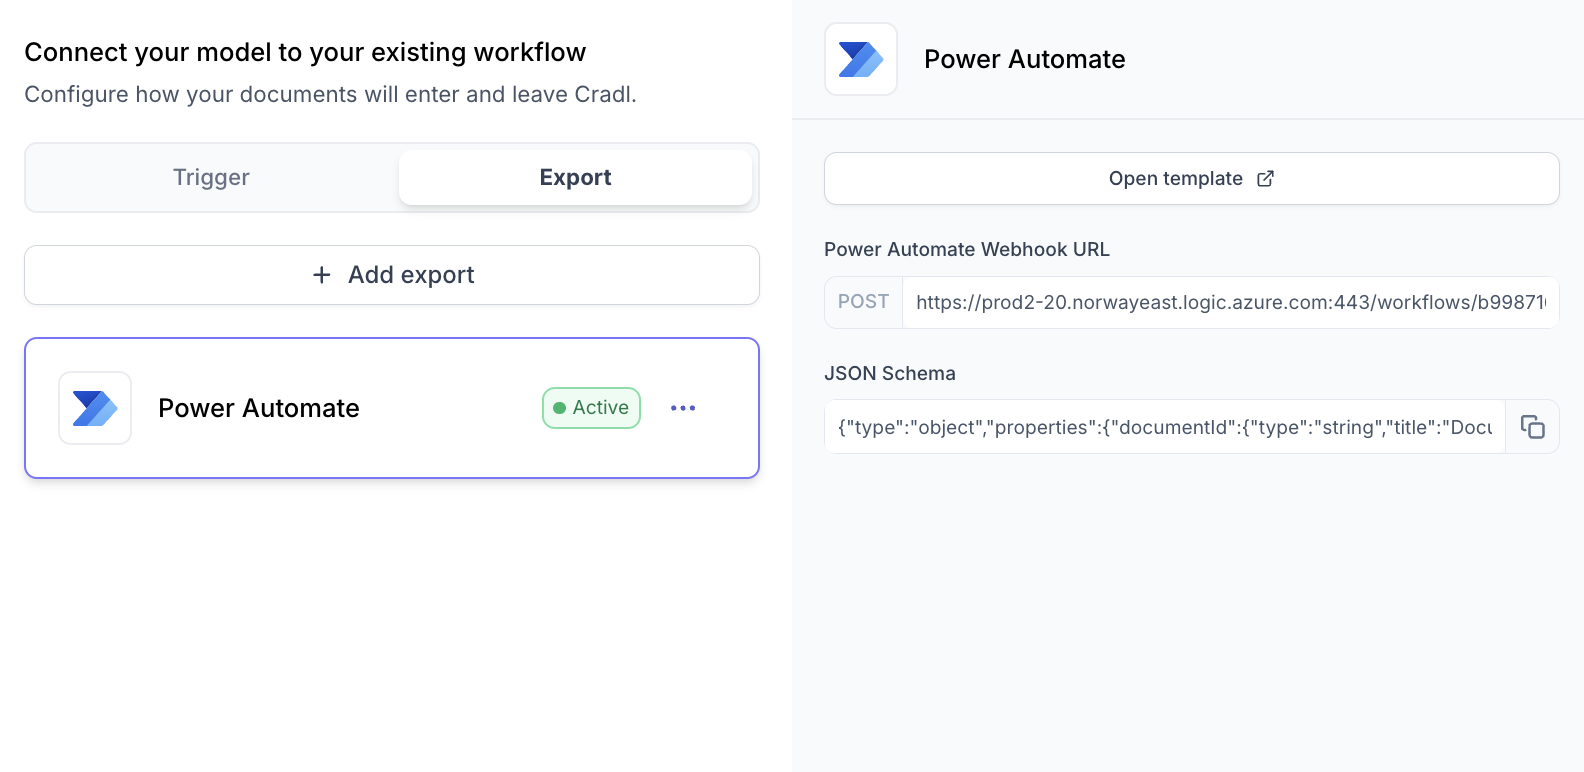 Connect your model to your existing workflow
Configure how your documents will enter and leave Cradl.
Trigger
Export
+ Add export
Power Automate
Active
Power Automate
Open template
Power Automate Webhook URL
POST
https://prod2-20.norwayeast.logic.azure.com:443/workflows/b99871
JSON Schema
{"type":"object","properties":{"documentId":{"type":"string","title":"Docu